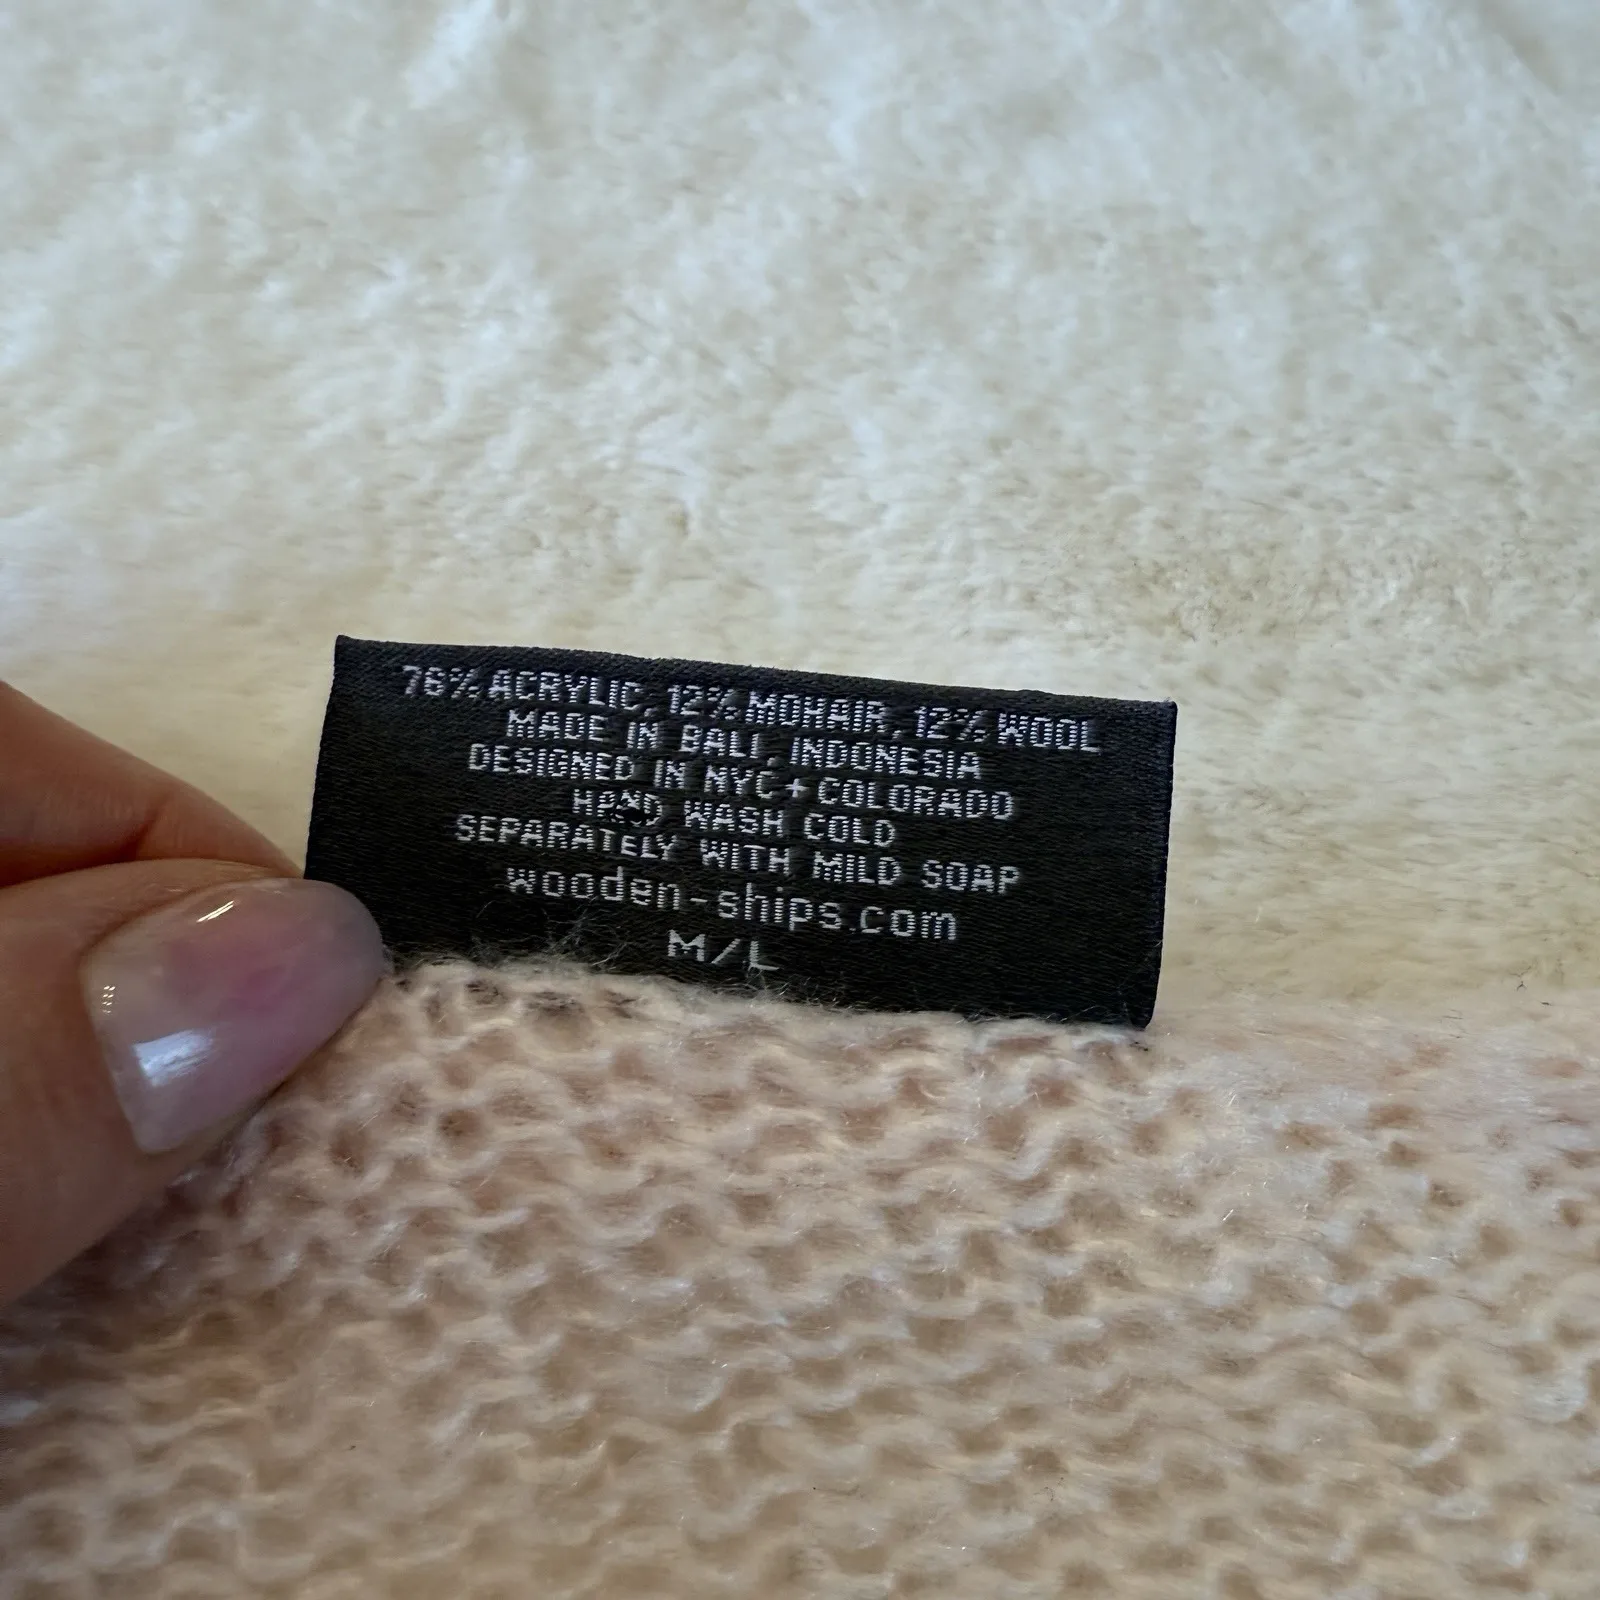 76% ACRYLIC, 12% MOHAIR, 12% WOOL
MADE IN BALI, INDONESIA
DESIGNED IN NYC + COLORADO
HAND WASH COLD
SEPARATELY WITH MILD SOAP
wooden-ships.com
M/L